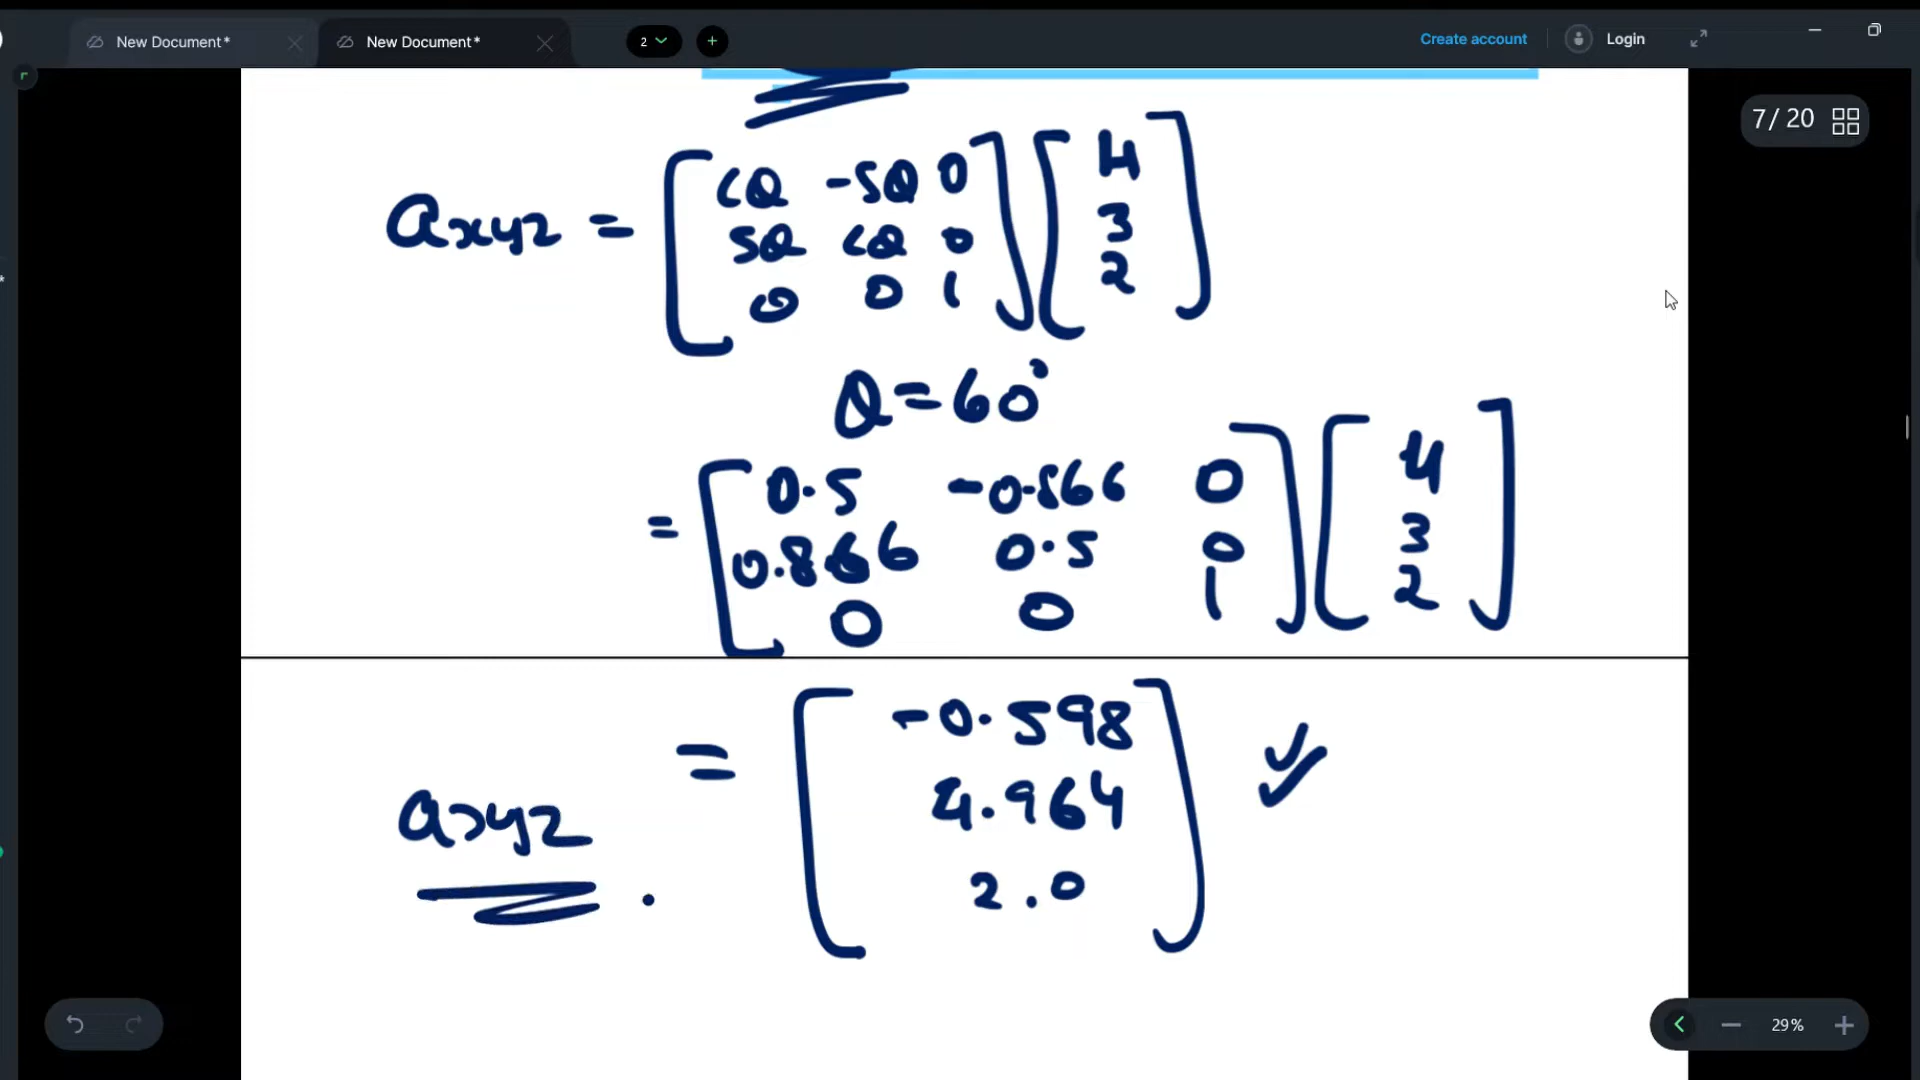 New Document* New Document* 2 Create account Login
7/ 20
axyz = [cθ -sθ 0] [4]
sθ cθ 0 3
0 0 1 2
θ = 60°
= [0.5 -0.866 0] [4]
0.866 0.5 0 3
0 0 1 2
= [-0.598]
axyz 4.964
2.0
29%